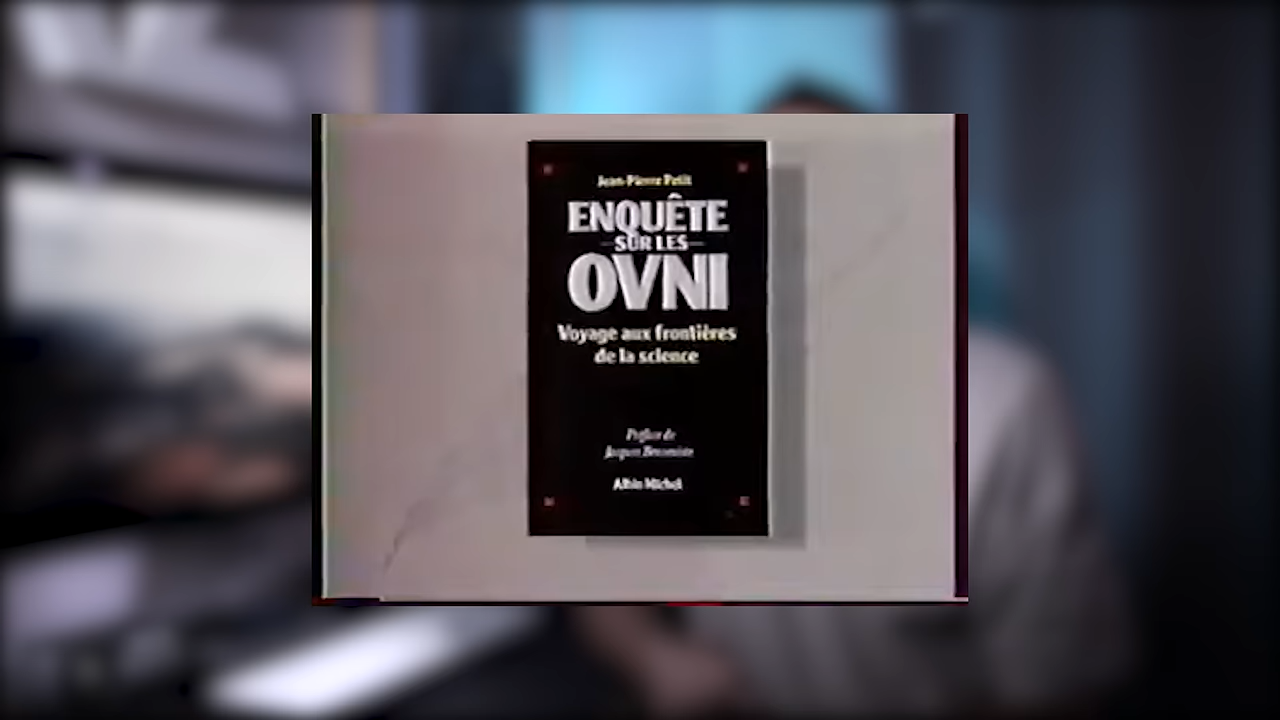 Jean-Pierre Petit
ENQUÊTE
SUR LES
OVNI
Voyage aux frontières
de la science
Préface de
Jacques Benveniste
Albin Michel